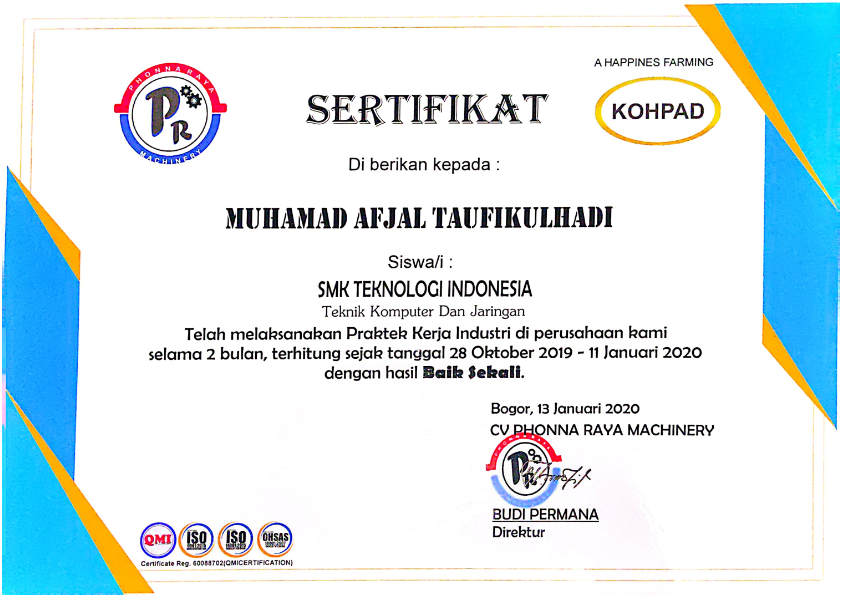 PHONNA RAYA
PR
MACHINERY
A HAPPINES FARMING
KOHPAD
SERTIFIKAT
Di berikan kepada :
MUHAMAD AFJAL TAUFIKULHADI
Siswa/i :
SMK TEKNOLOGI INDONESIA
Teknik Komputer Dan Jaringan
Telah melaksanakan Praktek Kerja Industri di perusahaan kami
selama 2 bulan, terhitung sejak tanggal 28 Oktober 2019 - 11 Januari 2020
dengan hasil Baik Sekali.
Bogor, 13 Januari 2020
CV PHONNA RAYA MACHINERY
PHONNA RAYA
PR
BUDI PERMANA
Direktur
QMI
ISO
ISO
OHSAS
Certificate Reg. 60088702(QMICERTIFICATION)